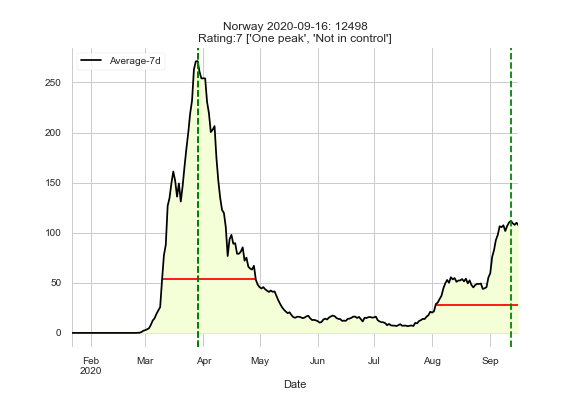 Norway 2020-09-16: 12498
Rating:7 ['One peak', 'Not in control']
Average-7d
250
200
150
100
50
0
Feb Mar Apr May Jun Jul Aug Sep
2020
Date